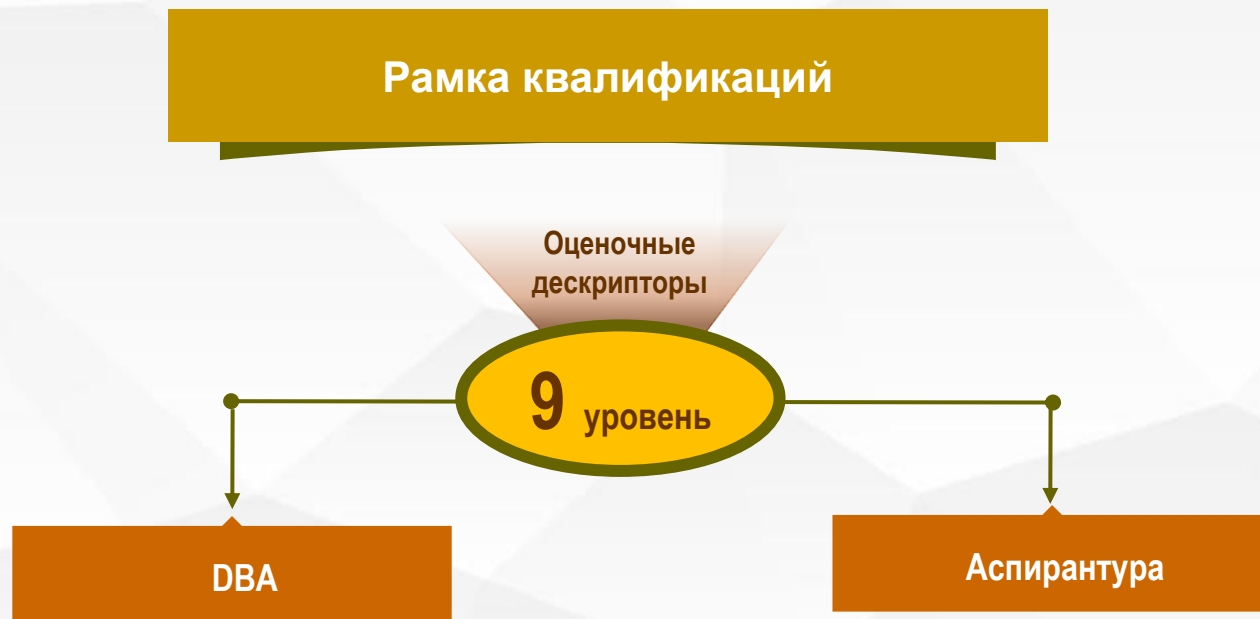 Рамка квалификаций
Оценочные
дескрипторы
9 уровень
DBA
Аспирантура